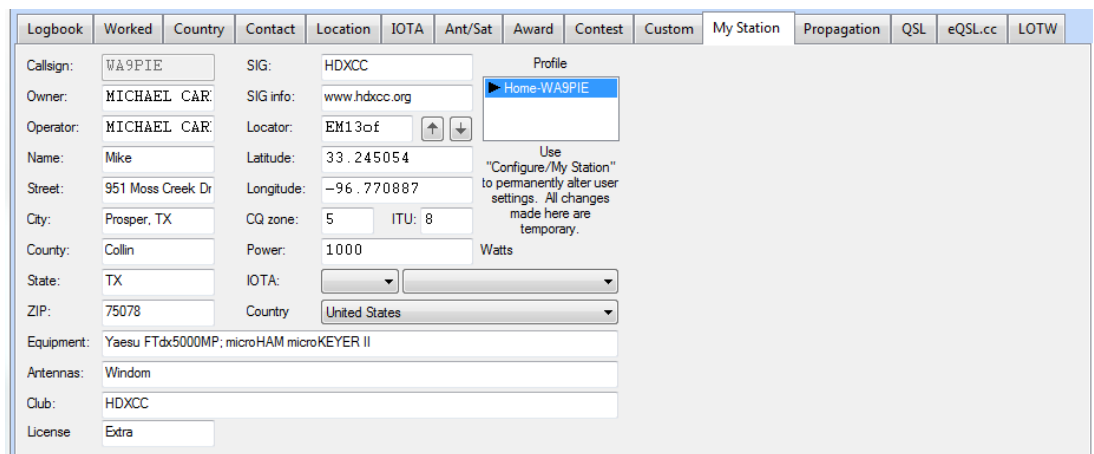 Logbook Worked Country Contact Location IOTA Ant/Sat Award Contest Custom My Station Propagation QSL eQSL.cc LOTW
Callsign: WA9PIE SIG: HDXCC Profile
Owner: MICHAEL CAR SIG info: www.hdxcc.org Home-WA9PIE
Operator: MICHAEL CAR Locator: EM13of
Name: Mike Latitude: 33.245054 Use
"Configure/My Station"
Street: 951 Moss Creek Dr Longitude: -96.770887 to permanently alter user
settings. All changes
City: Prosper, TX CQ zone: 5 ITU: 8 made here are
temporary.
County: Collin Power: 1000 Watts
State: TX IOTA:
ZIP: 75078 Country United States
Equipment: Yaesu FTdx5000MP; microHAM microKEYER II
Antennas: Windom
Club: HDXCC
License Extra